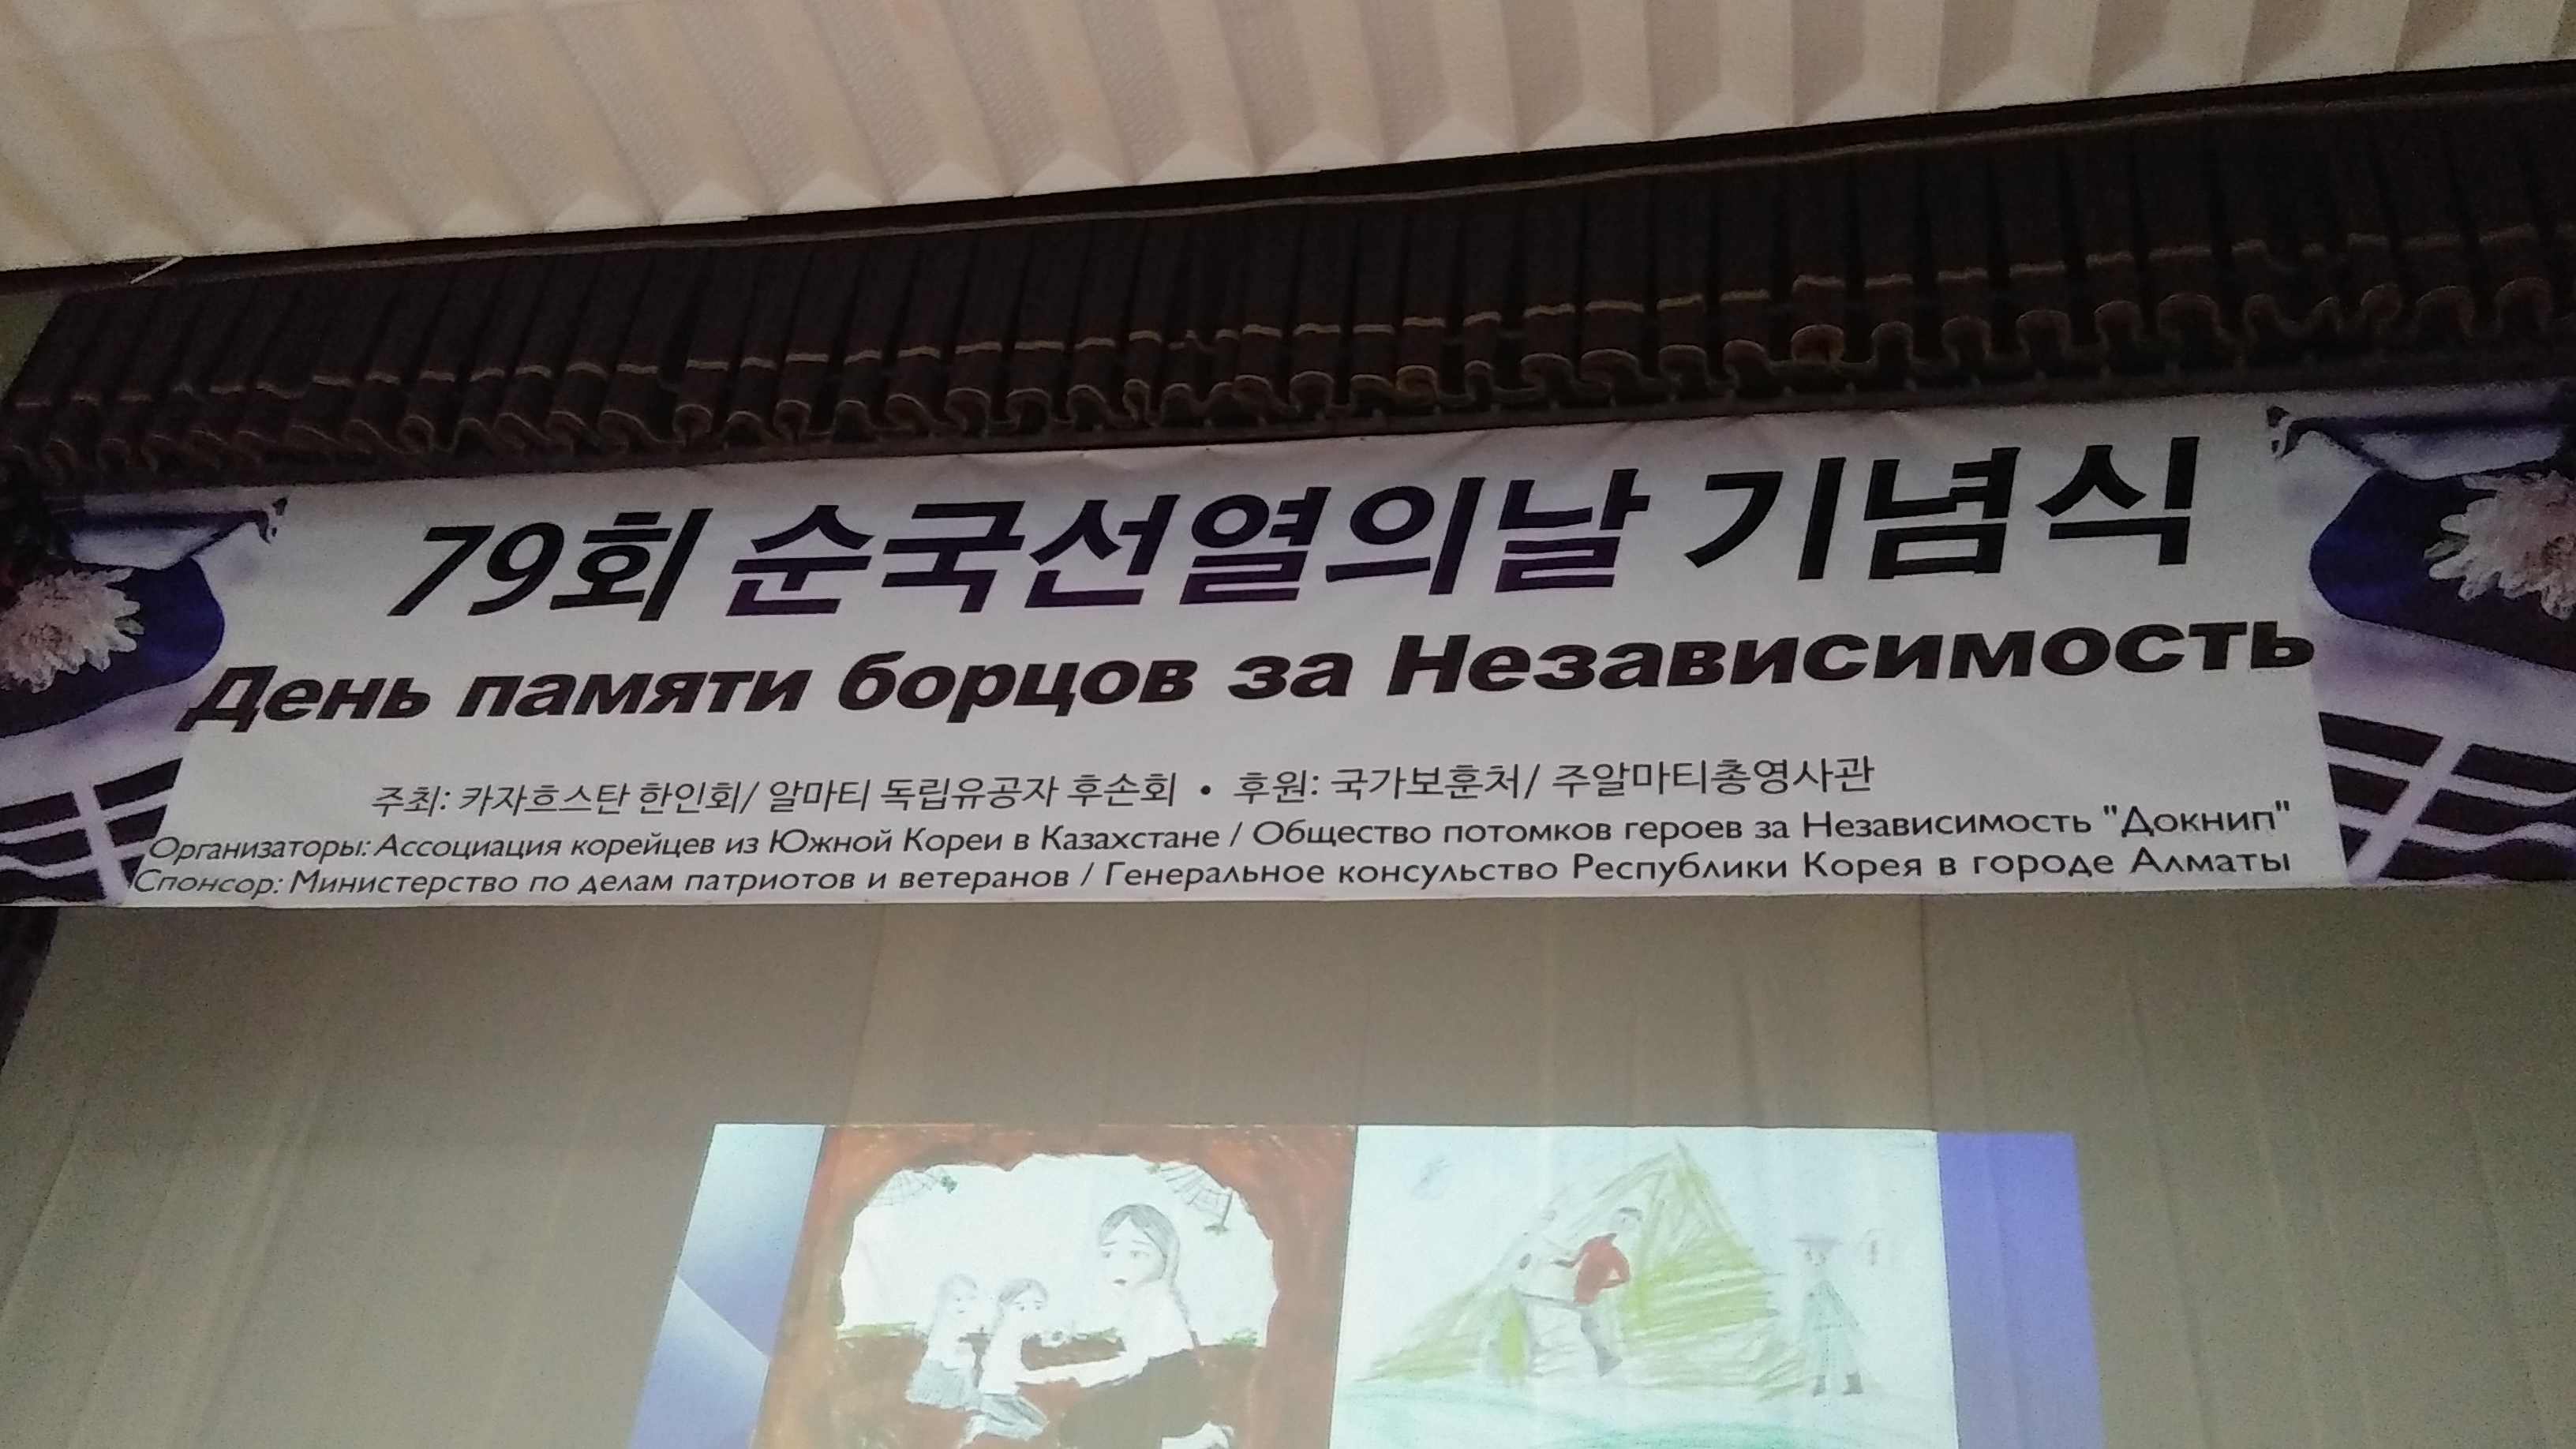 79회 순국선열의날 기념식
День памяти борцов за Независимость
주최: 카자흐스탄 한인회/ 알마티 독립유공자 후손회 • 후원: 국가보훈처/ 주알마티총영사관
Организаторы: Ассоциация корейцев из Южной Кореи в Казахстане / Общество потомков героев за Независимость "Докнип"
Спонсор: Министерство по делам патриотов и ветеранов / Генеральное консульство Республики Корея в городе Алматы